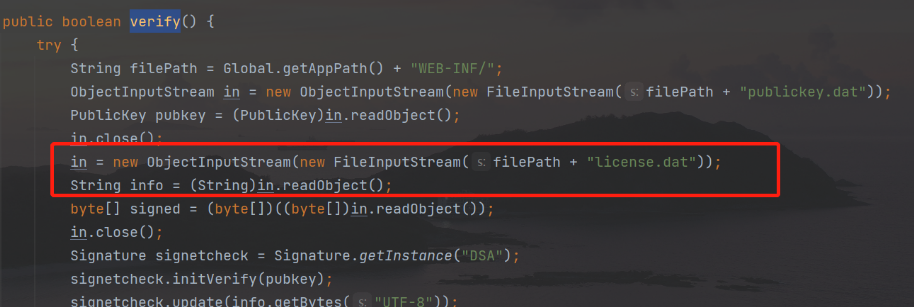 public boolean verify() {
try {
String filePath = Global.getAppPath() + "WEB-INF/";
ObjectInputStream in = new ObjectInputStream(new FileInputStream( s: filePath + "publickey.dat"));
PublicKey pubkey = (PublicKey)in.readObject();
in.close();
in = new ObjectInputStream(new FileInputStream( s: filePath + "license.dat"));
String info = (String)in.readObject();
byte[] signed = (byte[])((byte[])in.readObject());
in.close();
Signature signetcheck = Signature.getInstance("DSA");
signetcheck.initVerify(pubkey);
signetcheck.update(info.getBytes( s: "UTF-8"));